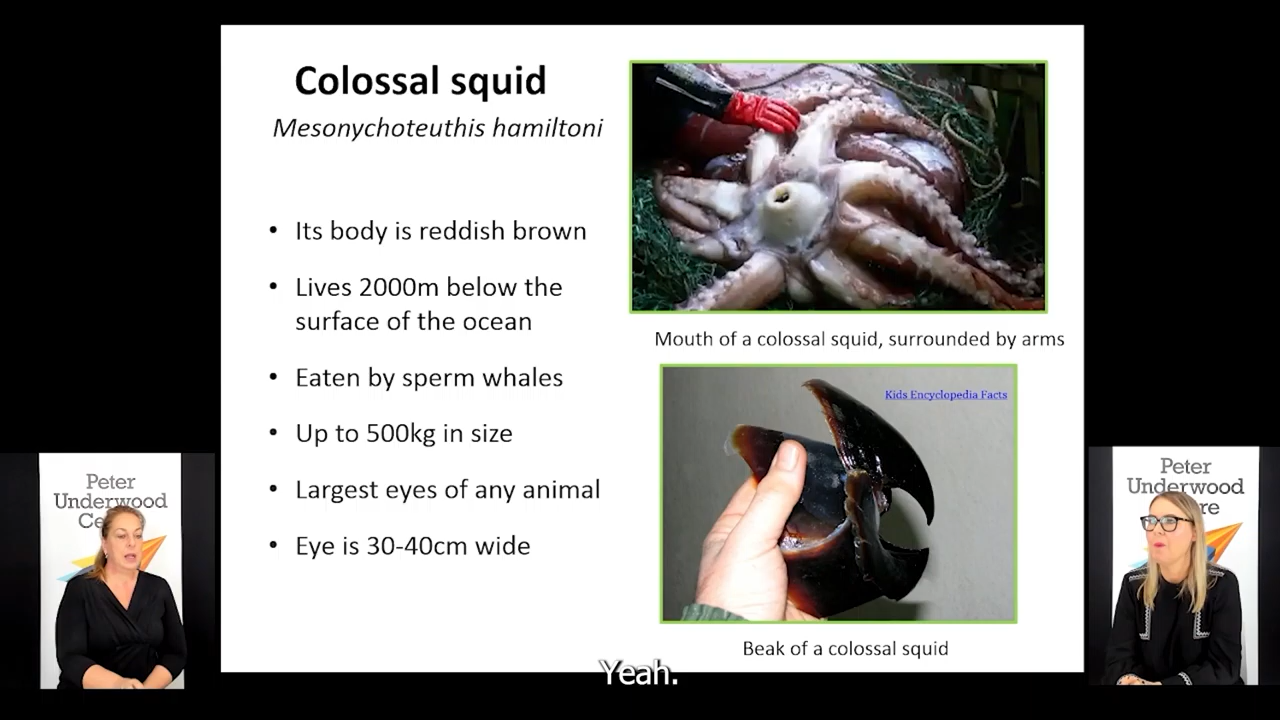 Colossal squid
Mesonychoteuthis hamiltoni
• Its body is reddish brown
• Lives 2000m below the
surface of the ocean
• Eaten by sperm whales
• Up to 500kg in size
• Largest eyes of any animal
• Eye is 30-40cm wide
Mouth of a colossal squid, surrounded by arms
Kids Encyclopedia Facts
Beak of a colossal squid
Peter
Underwood
Ce
Peter
Underwood
re
Yeah.